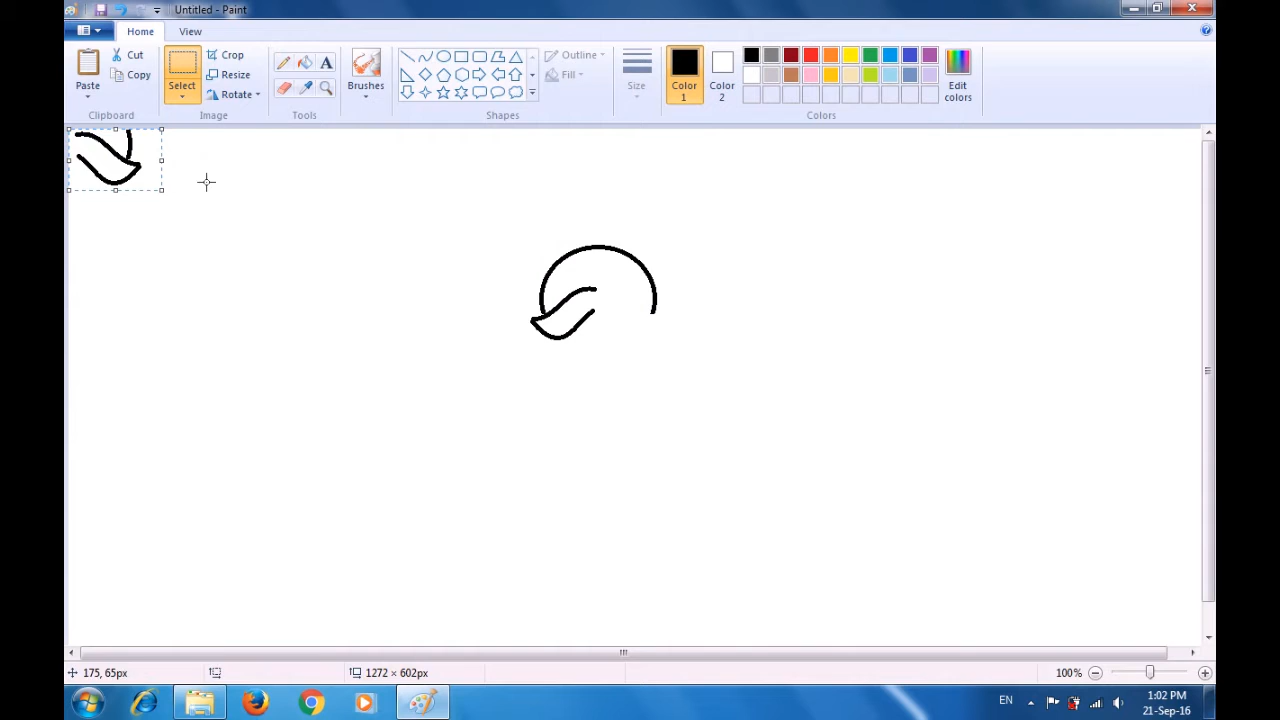 Untitled - Paint
Home View
Paste
Cut
Copy
Clipboard
Select
Crop
Resize
Rotate
Image
A
Tools
Brushes
Shapes
Outline
Fill
Size
Color 1
Color 2
Edit colors
Colors
175, 65px
1272 × 602px
100%
EN
1:02 PM
21-Sep-16